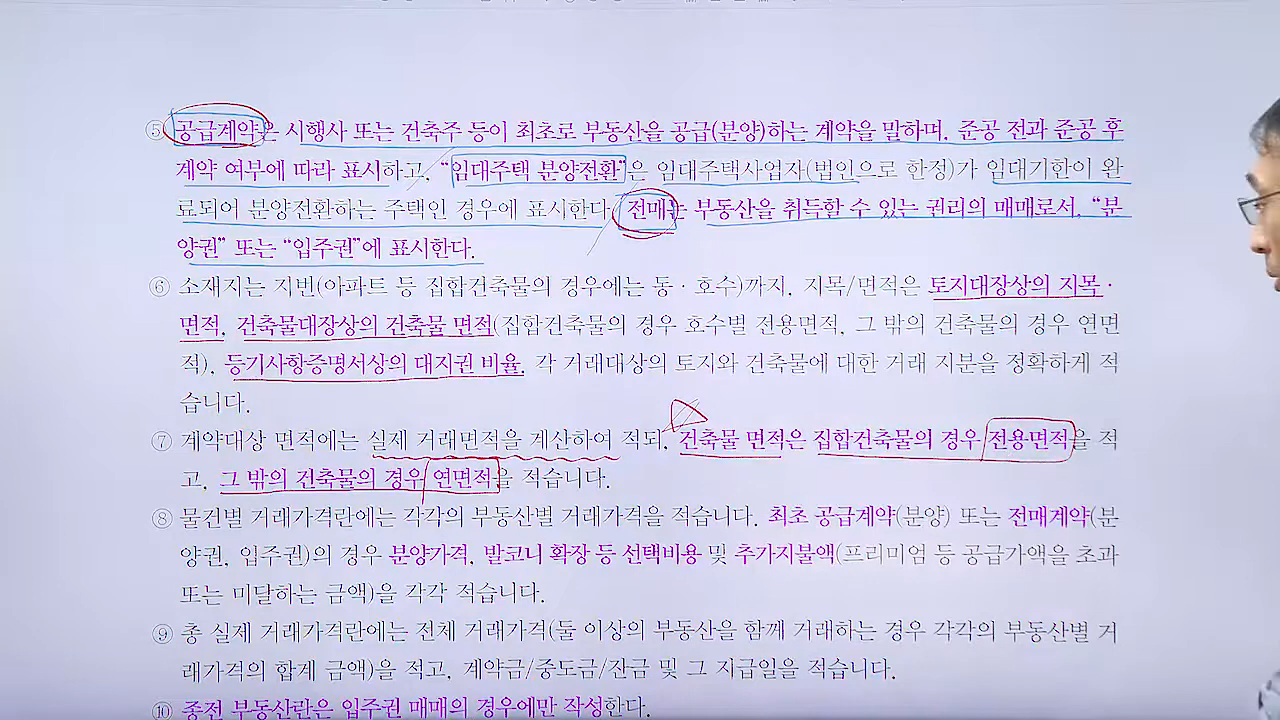 ⑤ 공급계약은 시행사 또는 건축주 등이 최초로 부동산을 공급(분양)하는 계약을 말하며, 준공 전과 준공 후
계약 여부에 따라 표시하고, “임대주택 분양전환”은 임대주택사업자(법인으로 한정)가 임대기한이 완
료되어 분양전환하는 주택인 경우에 표시한다. 전매는 부동산을 취득할 수 있는 권리의 매매로서, “분
양권” 또는 “입주권”에 표시한다.
⑥ 소재지는 지번(아파트 등 집합건축물의 경우에는 동·호수)까지, 지목/면적은 토지대장상의 지목·
면적, 건축물대장상의 건축물 면적(집합건축물의 경우 호수별 전용면적, 그 밖의 건축물의 경우 연면
적), 등기사항증명서상의 대지권 비율, 각 거래대상의 토지와 건축물에 대한 거래 지분을 정확하게 적
습니다.
⑦ 계약대상 면적에는 실제 거래면적을 계산하여 적되, 건축물 면적은 집합건축물의 경우 전용면적을 적
고, 그 밖의 건축물의 경우 연면적을 적습니다.
⑧ 물건별 거래가격란에는 각각의 부동산별 거래가격을 적습니다. 최초 공급계약(분양) 또는 전매계약(분
양권, 입주권)의 경우 분양가격, 발코니 확장 등 선택비용 및 추가지불액(프리미엄 등 공급가액을 초과
또는 미달하는 금액)을 각각 적습니다.
⑨ 총 실제 거래가격란에는 전체 거래가격(둘 이상의 부동산을 함께 거래하는 경우 각각의 부동산별 거
래가격의 합계 금액)을 적고, 계약금/중도금/잔금 및 그 지급일을 적습니다.
⑩ 종전 부동산란은 입주권 매매의 경우에만 작성한다.